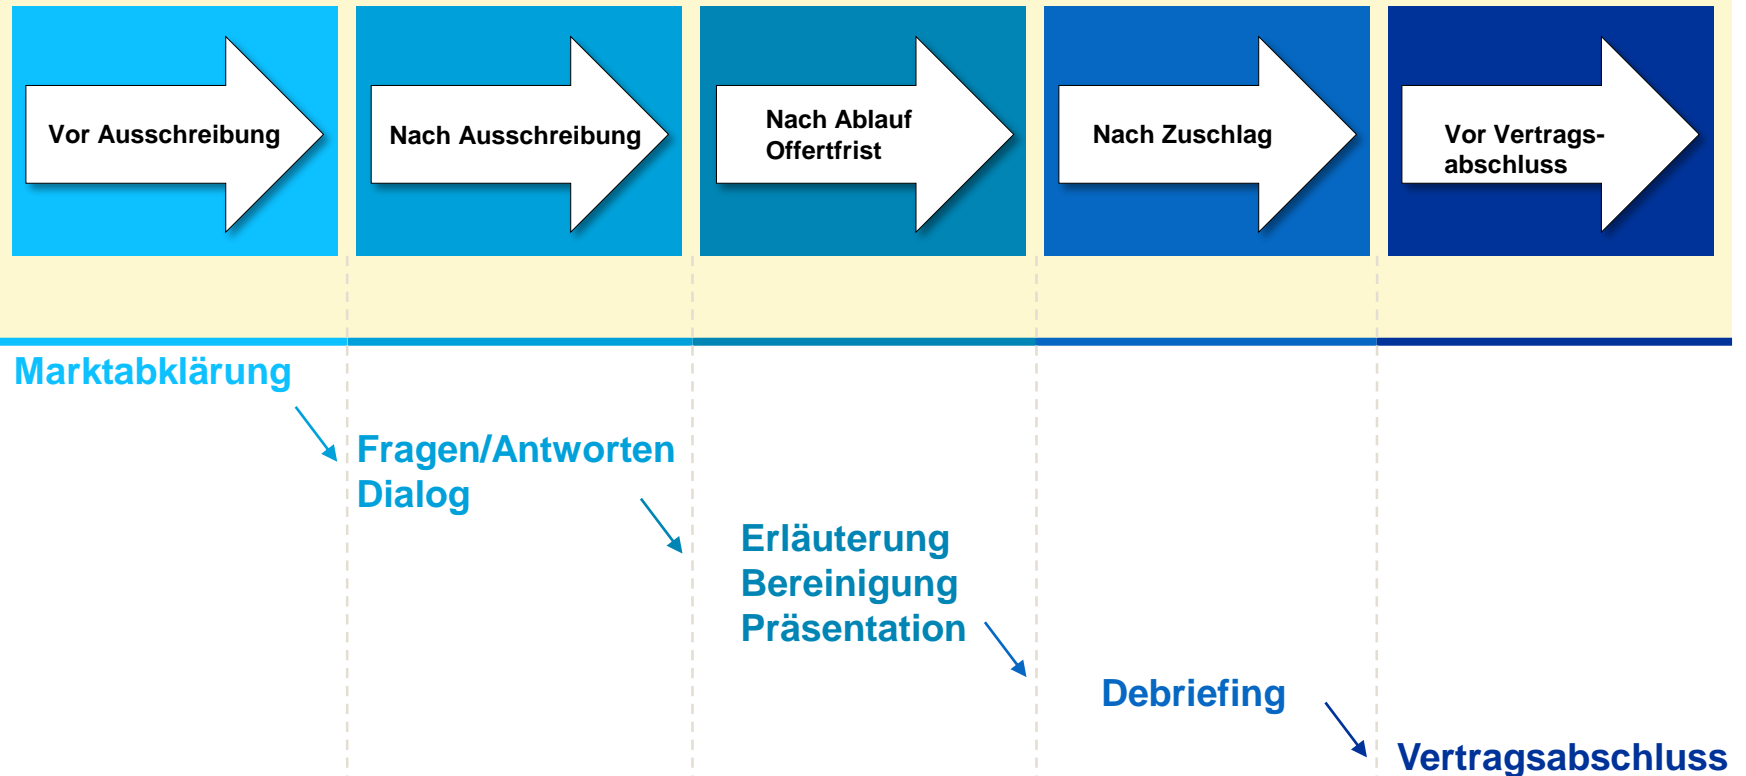 Vor Ausschreibung
Nach Ausschreibung
Nach Ablauf
Offertfrist
Nach Zuschlag
Vor Vertrags-
abschluss
Marktabklärung
Fragen/Antworten
Dialog
Erläuterung
Bereinigung
Präsentation
Debriefing
Vertragsabschluss